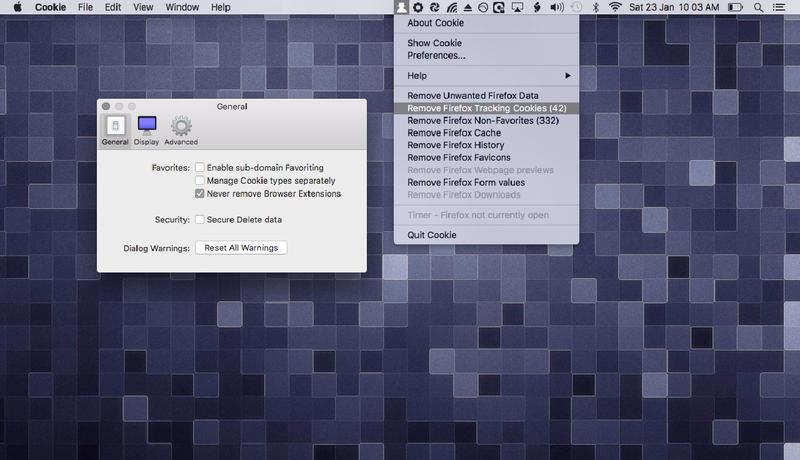 Cookie File Edit View Window Help Sat 23 Jan 10 03 AM
About Cookie
Show Cookie
Preferences...
Help
Remove Unwanted Firefox Data
Remove Firefox Tracking Cookies (42)
Remove Firefox Non-Favorites (332)
Remove Firefox Cache
Remove Firefox History
Remove Firefox Favicons
Remove Firefox Webpage previews
Remove Firefox Form values
Remove Firefox Downloads
Timer - Firefox not currently open
Quit Cookie
General
General Display Advanced
Favorites: Enable sub-domain Favoriting
Manage Cookie types separately
Never remove Browser Extensions
Security: Secure Delete data
Dialog Warnings: Reset All Warnings